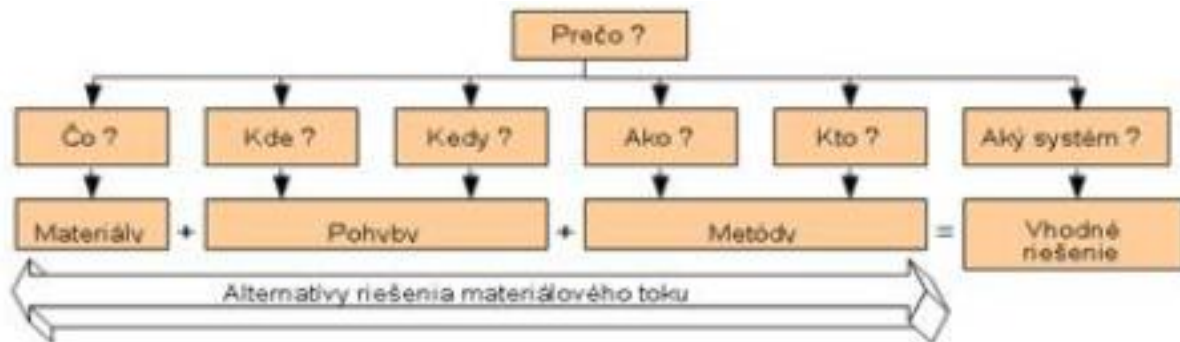 Prečo ?
Čo ?
Kde ?
Kedy ?
Ako ?
Kto ?
Aký systém ?
Materiály
+
Pohyby
+
Metódy
=
Vhodné
riešenie
Alternatívy riešenia materiálového toku